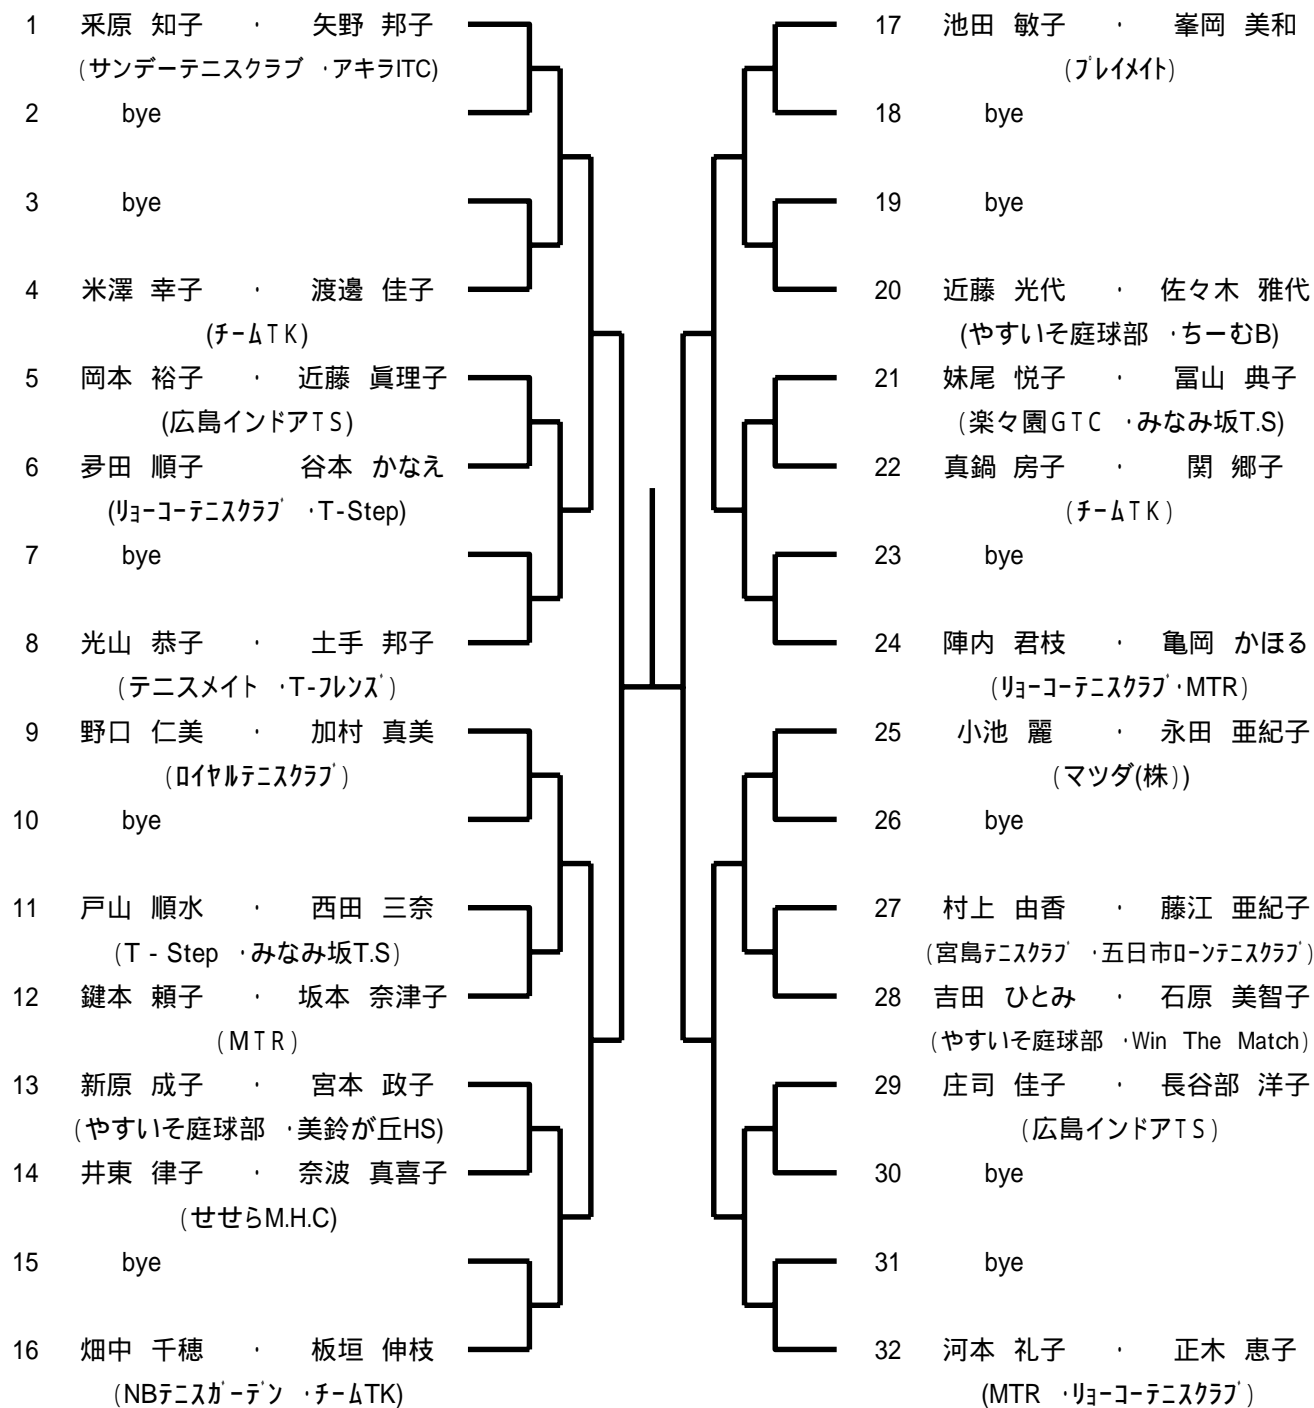 1 釆原 知子 ・ 矢野 邦子
(サンデーテニスクラブ ・アキラITC)
2 bye
3 bye
4 米澤 幸子 ・ 渡邊 佳子
(ﾁｰﾑＴＫ)
5 岡本 裕子 ・ 近藤 眞理子
(広島インドアＴＳ)
6 夛田 順子 谷本 かなえ
(ﾘｮｰｺｰﾃﾆｽｸﾗﾌﾞ ・T-Step)
7 bye
8 光山 恭子 ・ 土手 邦子
(テニスメイト ・T-ﾌﾚﾝｽﾞ)
9 野口 仁美 ・ 加村 真美
(ﾛｲﾔﾙﾃﾆｽｸﾗﾌﾞ)
10 bye
11 戸山 順水 ・ 西田 三奈
(T - Step ・みなみ坂T.S)
12 鍵本 頼子 ・ 坂本 奈津子
(ＭＴＲ)
13 新原 成子 ・ 宮本 政子
(やすいそ庭球部 ・美鈴が丘HS)
14 井東 律子 ・ 奈波 真喜子
(せせらM.H.C)
15 bye
16 畑中 千穂 ・ 板垣 伸枝
(NBﾃﾆｽｶﾞｰﾃﾞﾝ ・ﾁｰﾑTK)
17 池田 敏子 ・ 峯岡 美和
(ﾌﾟﾚｲﾒｲﾄ)
18 bye
19 bye
20 近藤 光代 ・ 佐々木 雅代
(やすいそ庭球部 ・ちーむB)
21 妹尾 悦子 ・ 冨山 典子
(楽々園ＧＴＣ ・みなみ坂T.S)
22 真鍋 房子 ・ 関 郷子
(ﾁｰﾑＴＫ)
23 bye
24 陣内 君枝 ・ 亀岡 かほる
(ﾘｮｰｺｰﾃﾆｽｸﾗﾌﾞ・MTR)
25 小池 麗 ・ 永田 亜紀子
(マツダ(株))
26 bye
27 村上 由香 ・ 藤江 亜紀子
(宮島ﾃﾆｽｸﾗﾌﾞ ・五日市ﾛｰﾝﾃﾆｽｸﾗﾌﾞ)
28 吉田 ひとみ ・ 石原 美智子
(やすいそ庭球部 ・Win The Match)
29 庄司 佳子 ・ 長谷部 洋子
(広島インドアＴＳ)
30 bye
31 bye
32 河本 礼子 ・ 正木 恵子
(MTR ・ﾘｮｰｺｰﾃﾆｽｸﾗﾌﾞ)